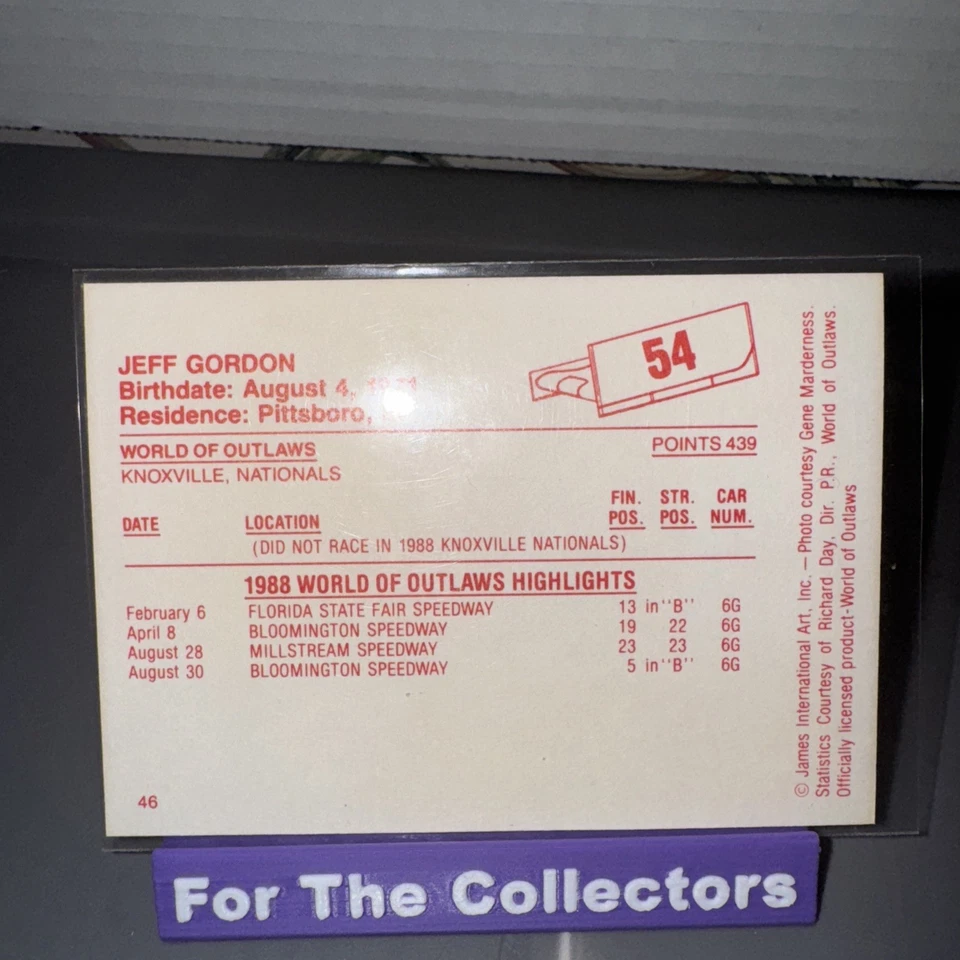 JEFF GORDON
Birthdate: August 4,
Residence: Pittsboro,
54
WORLD OF OUTLAWS POINTS 439
KNOXVILLE, NATIONALS
FIN. STR. CAR
DATE LOCATION POS. POS. NUM.
(DID NOT RACE IN 1988 KNOXVILLE NATIONALS)
1988 WORLD OF OUTLAWS HIGHLIGHTS
February 6 FLORIDA STATE FAIR SPEEDWAY 13 in "B" 6G
April 8 BLOOMINGTON SPEEDWAY 19 22 6G
August 28 MILLSTREAM SPEEDWAY 23 23 6G
August 30 BLOOMINGTON SPEEDWAY 5 in "B" 6G
46
© James International Art, Inc. — Photo courtesy Gene Marderness.
Statistics Courtesy of Richard Day, Dir. P.R., World of Outlaws.
Officially licensed product-World of Outlaws
For The Collectors